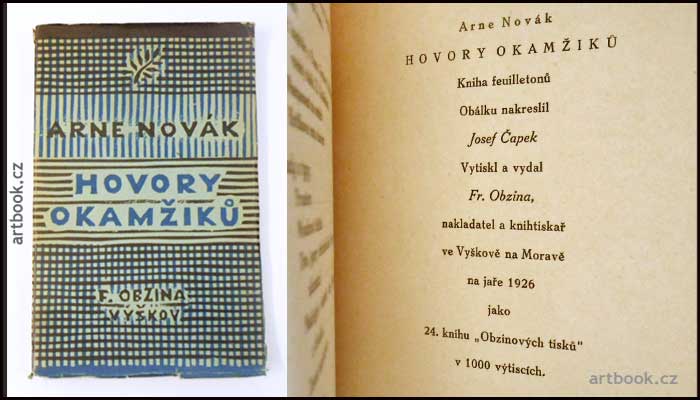 artbook.cz
ARNE NOVÁK
HOVORY
OKAMŽIKŮ
F. OBZINA
VYŠKOV
Arne Novák
HOVORY OKAMŽIKŮ
Kniha feuilletonů
Obálku nakreslil
Josef Čapek
Vytiskl a vydal
Fr. Obzina,
nakladatel a knihtiskař
ve Vyškově na Moravě
na jaře 1926
jako
24. knihu „Obzinových tisků“
v 1000 výtiscích.
artbook.cz